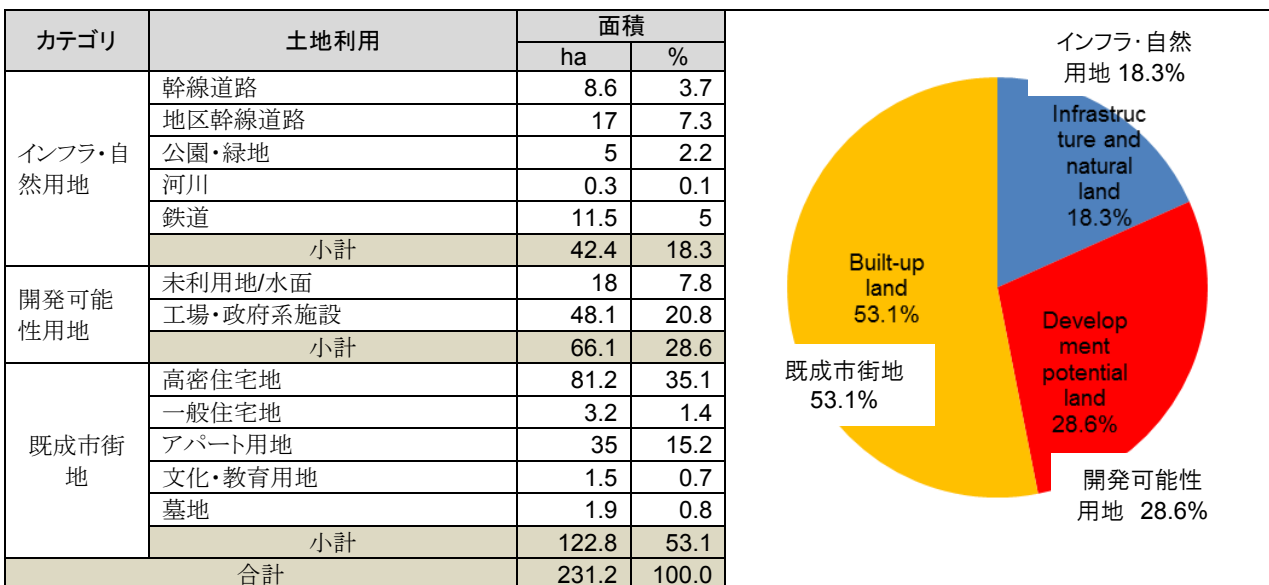 カテゴリ 土地利用 面積
ha %
インフラ・自然用地
幹線道路 8.6 3.7
地区幹線道路 17 7.3
公園・緑地 5 2.2
河川 0.3 0.1
鉄道 11.5 5
小計 42.4 18.3
開発可能性用地
未利用地/水面 18 7.8
工場・政府系施設 48.1 20.8
小計 66.1 28.6
既成市街地
高密住宅地 81.2 35.1
一般住宅地 3.2 1.4
アパート用地 35 15.2
文化・教育用地 1.5 0.7
墓地 1.9 0.8
小計 122.8 53.1
合計 231.2 100.0
インフラ・自然
用地 18.3%
Infrastruc
ture and
natural
land
18.3%
Built-up
land
53.1%
既成市街地
53.1%
Develop
ment
potential
land
28.6%
開発可能性
用地 28.6%